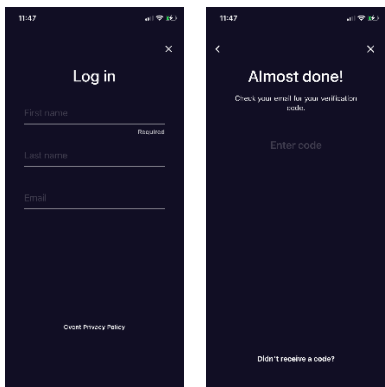 11:47
Log in
First name
Required
Last name
Email
Event Privacy Policy
11:47
Almost done!
Check your email for your verification
code.
Enter code
Didn't receive a code?